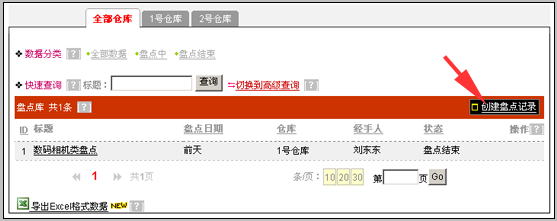 全部仓库 1号仓库 2号仓库
❖ 数据分类 ? •全部数据 •盘点中 •盘点结束
❖ 快速查询 ? 标题： 查询 ⇆切换到高级查询 ?
盘点库 共1条 ? 创建盘点记录
ID 标题 盘点日期 仓库 经手人 状态 操作 ?
1 数码相机类盘点 前天 1号仓库 刘东东 盘点结束
1 共1页 条/页： 10 20 30 第 页 Go
导出Excel格式数据 NEW ?